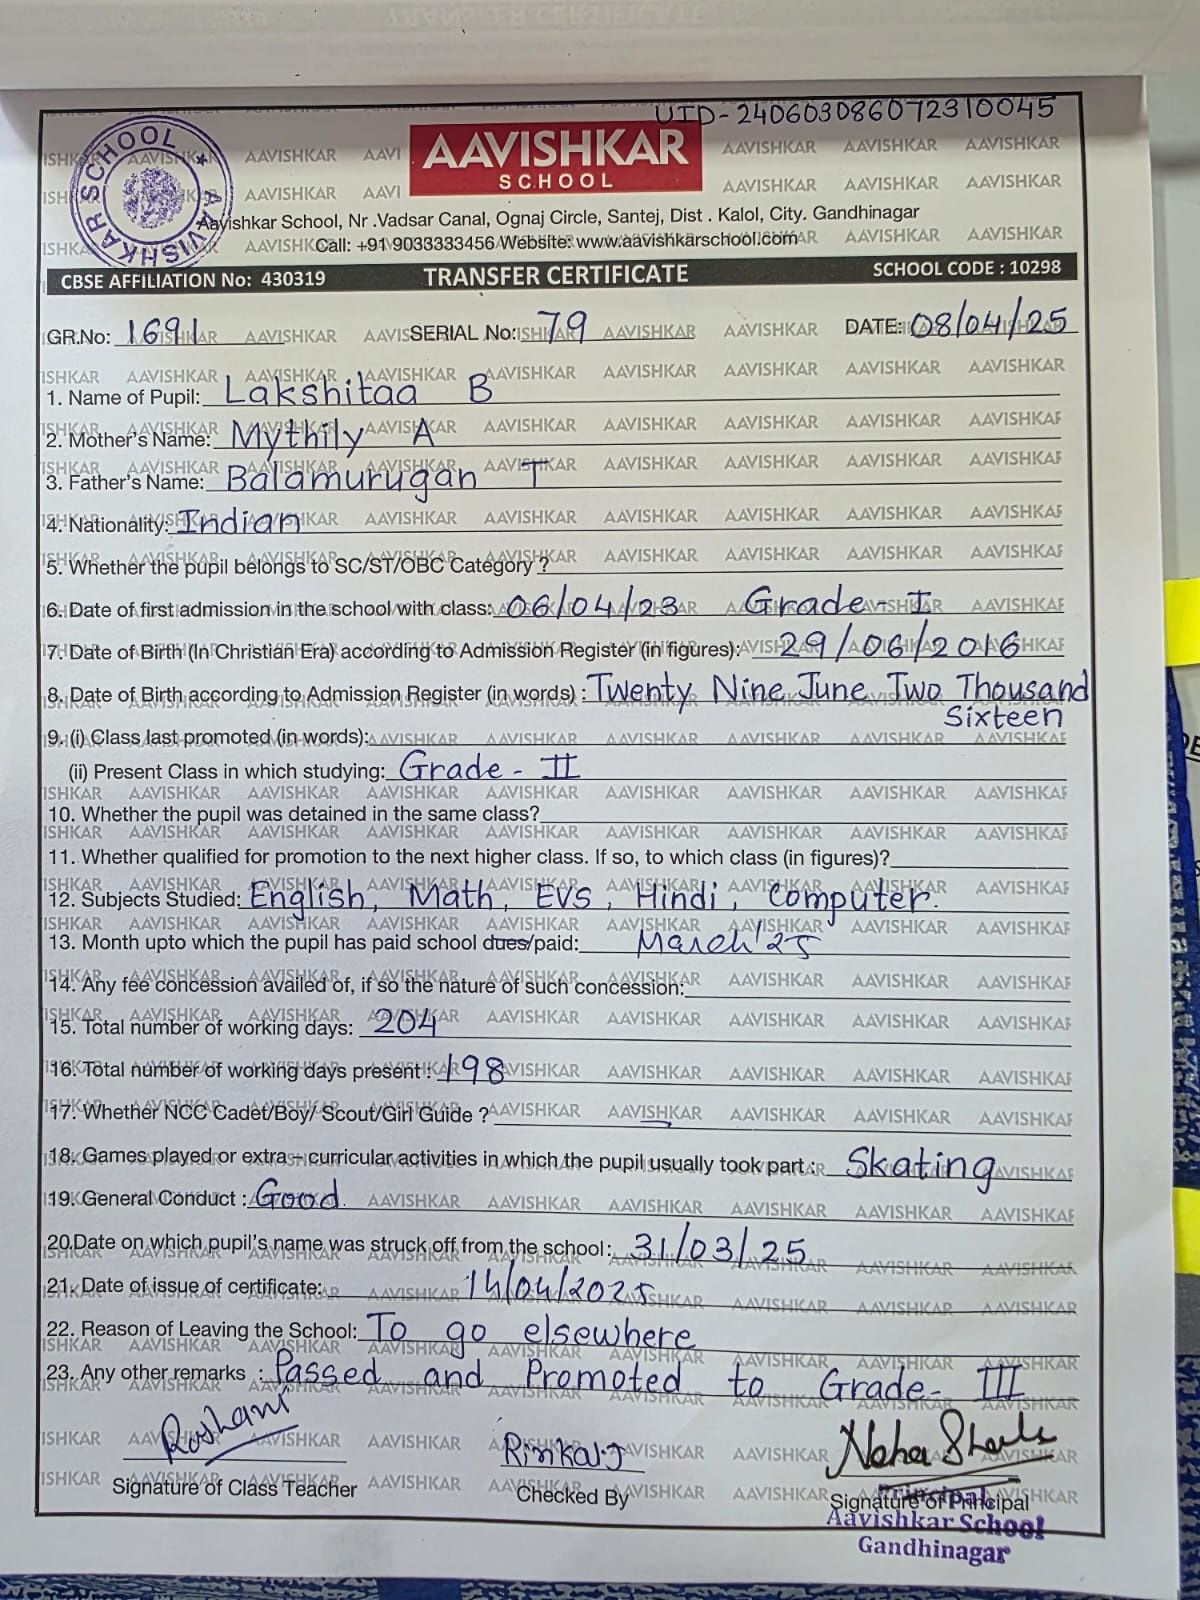 UID-240603086072310045
AAVISHKAR SCHOOL
AAVISHKAR
SCHOOL
Aavishkar School, Nr .Vadsar Canal, Ognaj Circle, Santej, Dist . Kalol, City. Gandhinagar
Call: +91 9033333456 Website: www.aavishkarschool.com
CBSE AFFILIATION No: 430319 TRANSFER CERTIFICATE SCHOOL CODE : 10298
GR.No: 1691 SERIAL No: 79 DATE: 08/04/25
1. Name of Pupil: Lakshitaa B
2. Mother's Name: Mythily A
3. Father's Name: Balamurugan T
4. Nationality: Indian
5. Whether the pupil belongs to SC/ST/OBC Category ?
6. Date of first admission in the school with class: 06/04/23 Grade - I
7. Date of Birth (In Christian Era) according to Admission Register (in figures): 29/06/2016
8. Date of Birth according to Admission Register (in words) : Twenty Nine June Two Thousand
Sixteen
9. (i) Class last promoted (in words):
(ii) Present Class in which studying: Grade - II
10. Whether the pupil was detained in the same class?
11. Whether qualified for promotion to the next higher class. If so, to which class (in figures)?
12. Subjects Studied: English, Math, EVS, Hindi, Computer.
13. Month upto which the pupil has paid school dues/paid: March'25
14. Any fee concession availed of, if so the nature of such concession:
15. Total number of working days: 204
16. Total number of working days present : 198
17. Whether NCC Cadet/Boy/ Scout/Girl Guide ?
18. Games played or extra – curricular activities in which the pupil usually took part : Skating
19. General Conduct : Good
20.Date on which pupil's name was struck off from the school: 31/03/25
21. Date of issue of certificate: 14/04/2025
22. Reason of Leaving the School: To go elsewhere
23. Any other remarks : Passed and Promoted to Grade - III
Roshani
Signature of Class Teacher Checked By Signature of Principal
Principal
Aavishkar School
Gandhinagar